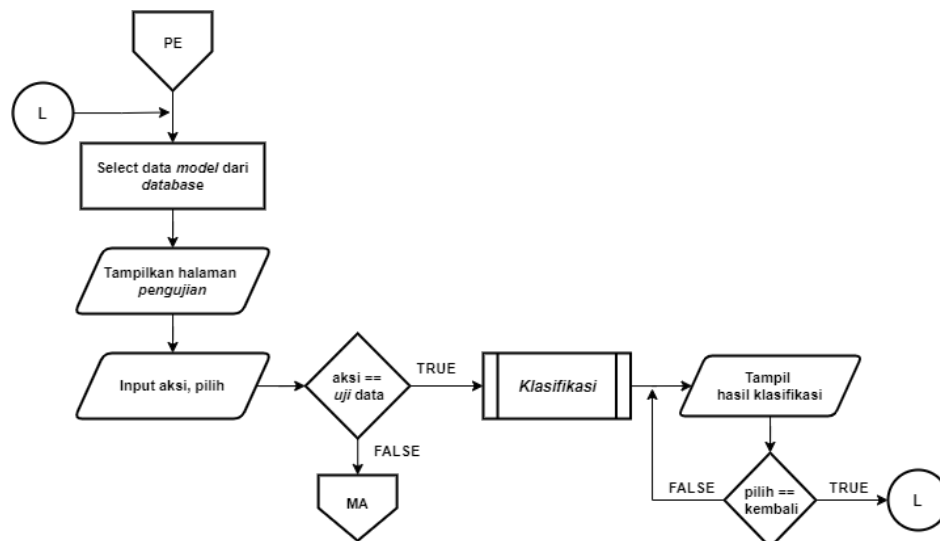 PE
L
Select data model dari
database
Tampilkan halaman
pengujian
Input aksi, pilih
aksi ==
uji data
TRUE
FALSE
MA
Klasifikasi
Tampil
hasil klasifikasi
pilih ==
kembali
FALSE
TRUE
L